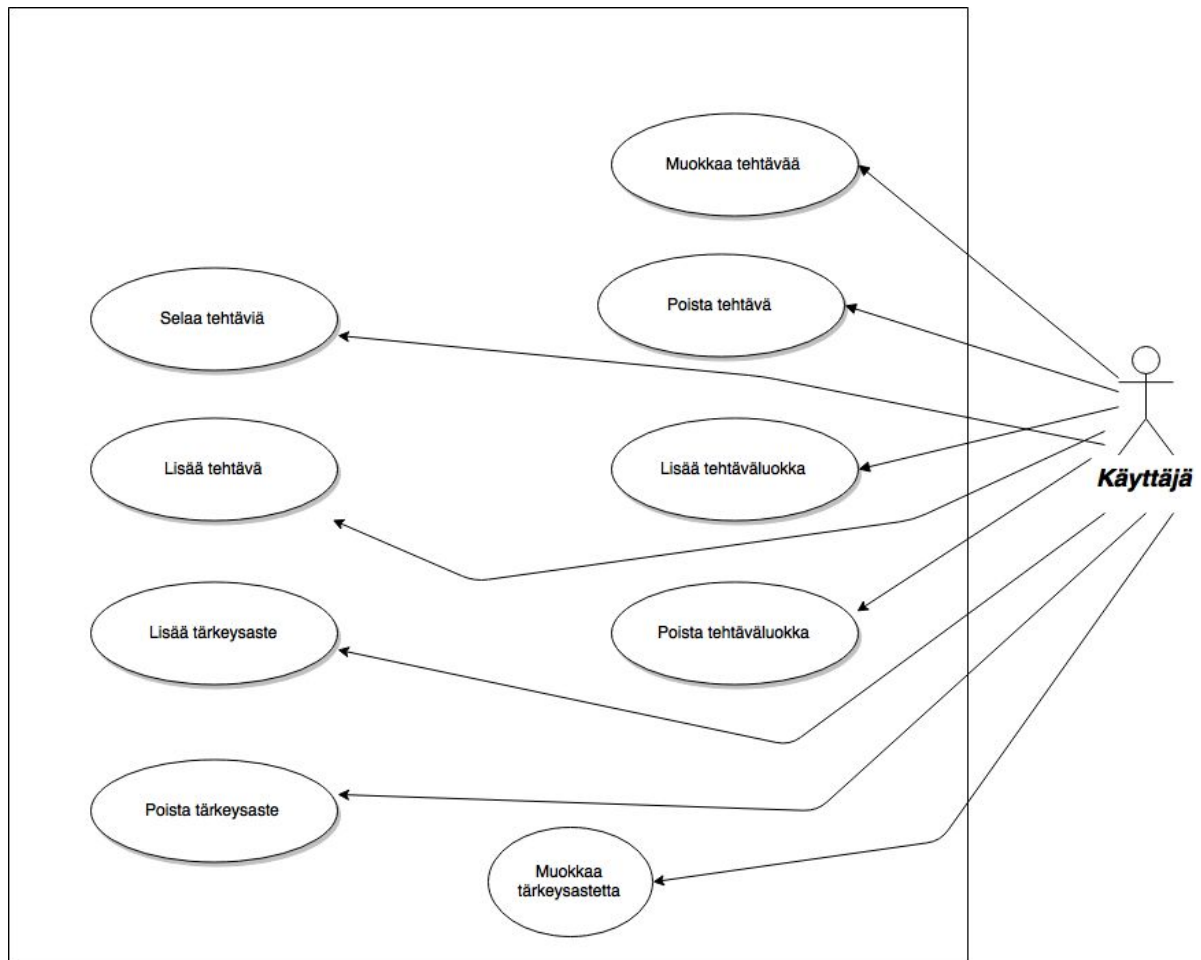 Muokkaa tehtävää
Poista tehtävä
Selaa tehtäviä
Lisää tehtävä
Lisää tehtäväluokka
Käyttäjä
Lisää tärkeysaste
Poista tehtäväluokka
Poista tärkeysaste
Muokkaa
tärkeysastetta